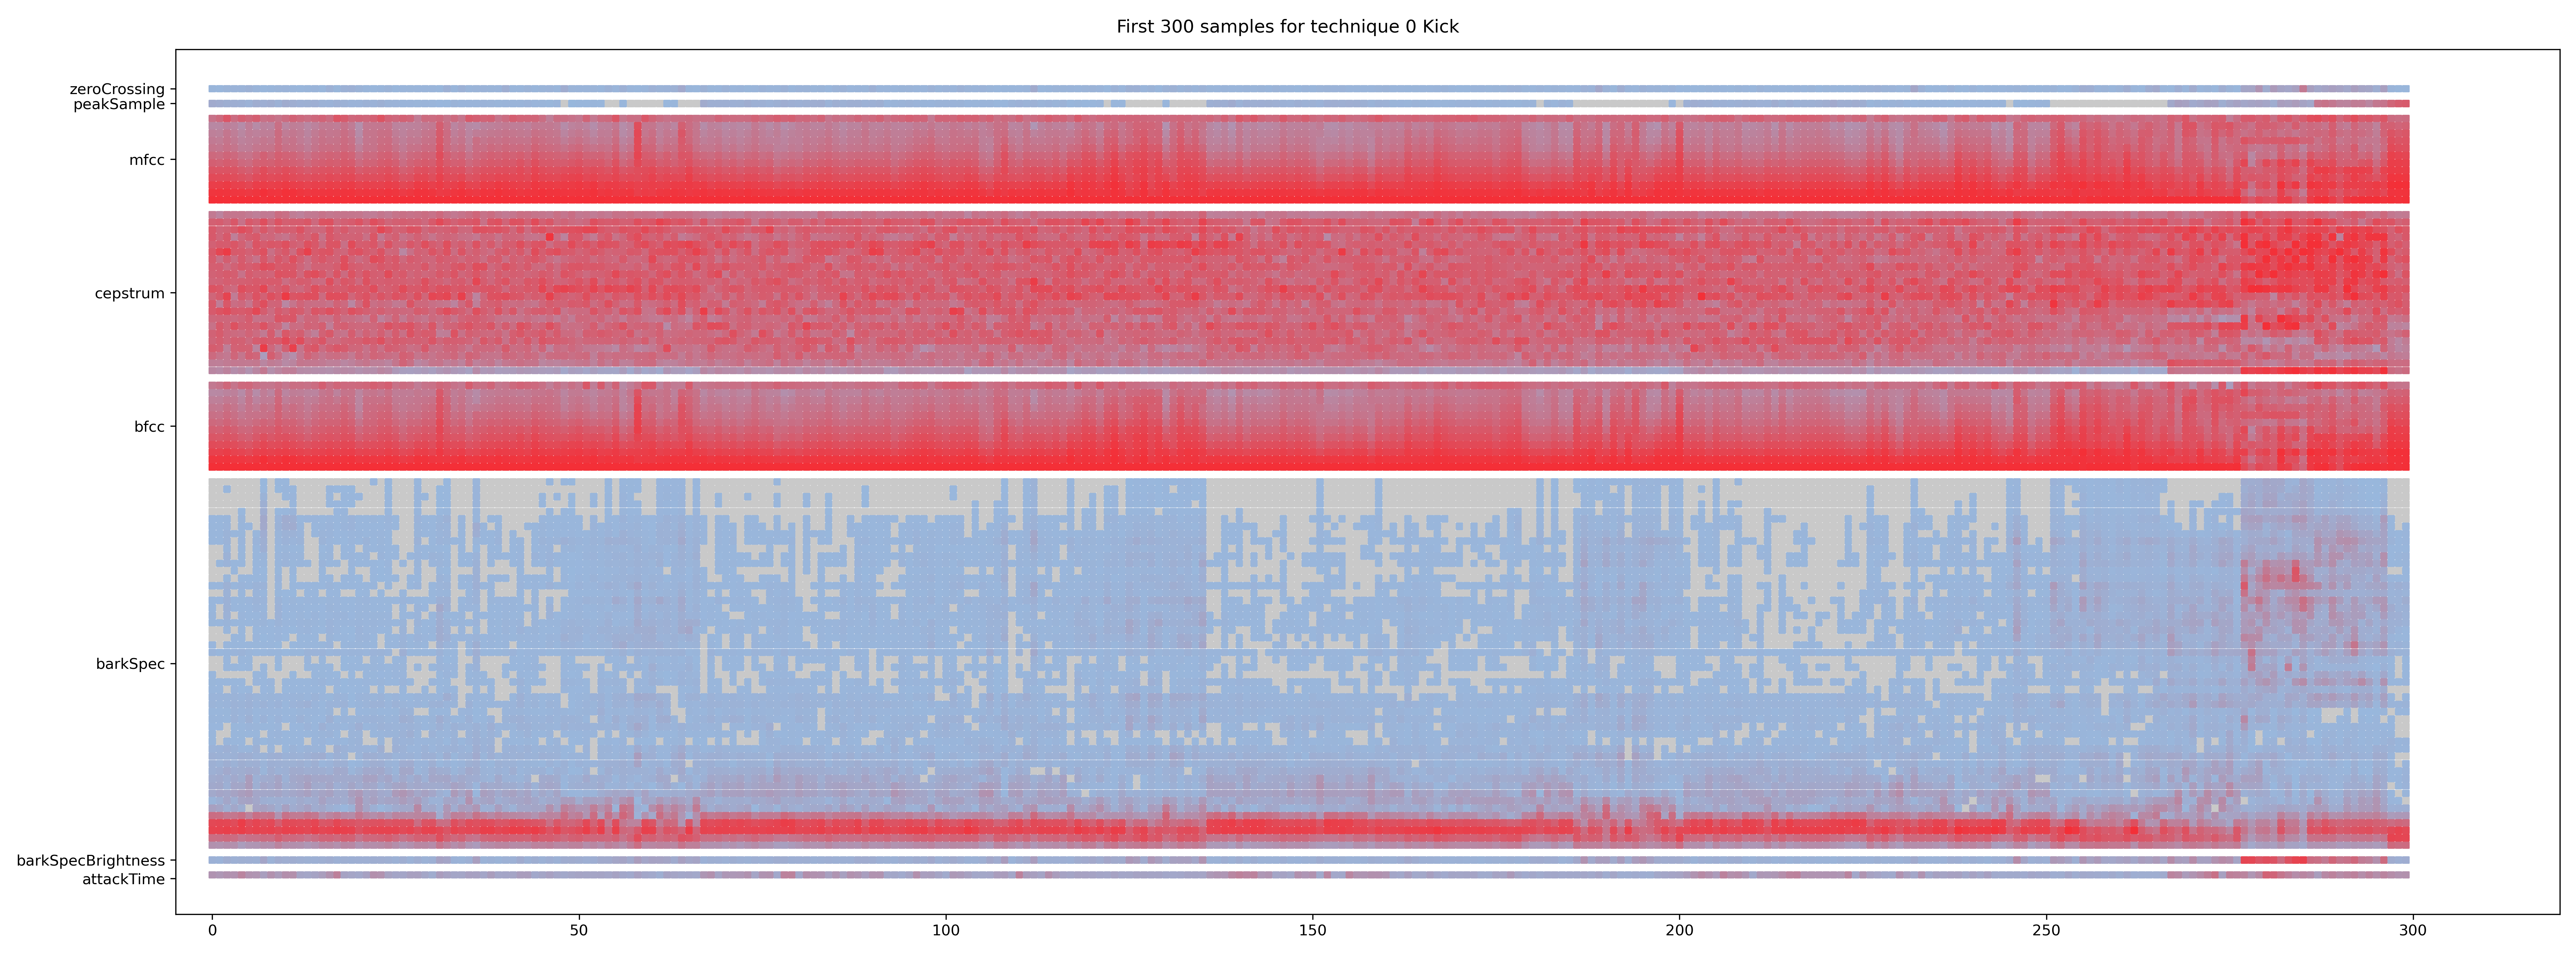 First 300 samples for technique 0 Kick
zeroCrossing
peakSample
mfcc
cepstrum
bfcc
barkSpec
barkSpecBrightness
attackTime
0 50 100 150 200 250 300